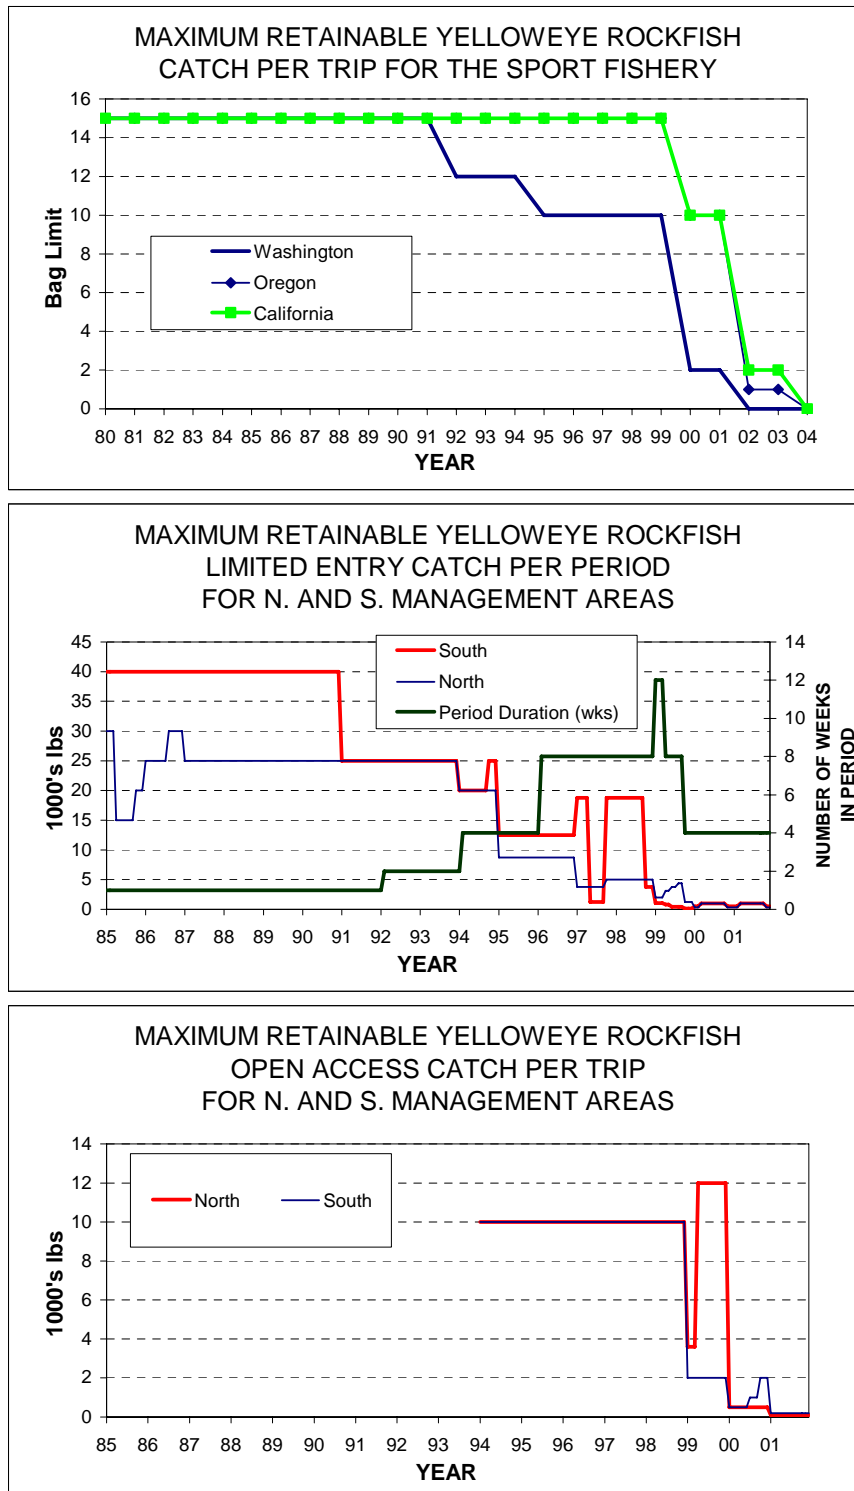 MAXIMUM RETAINABLE YELLOWEYE ROCKFISH
CATCH PER TRIP FOR THE SPORT FISHERY
16
14
12
10
8
6
4
2
0
Bag Limit
Washington
Oregon
California
80 81 82 83 84 85 86 87 88 89 90 91 92 93 94 95 96 97 98 99 00 01 02 03 04
YEAR
MAXIMUM RETAINABLE YELLOWEYE ROCKFISH
LIMITED ENTRY CATCH PER PERIOD
FOR N. AND S. MANAGEMENT AREAS
45
40
35
30
25
20
15
10
5
0
1000's lbs
South
North
Period Duration (wks)
14
12
10
8
6
4
2
0
NUMBER OF WEEKS
IN PERIOD
85 86 87 88 89 90 91 92 93 94 95 96 97 98 99 00 01
YEAR
MAXIMUM RETAINABLE YELLOWEYE ROCKFISH
OPEN ACCESS CATCH PER TRIP
FOR N. AND S. MANAGEMENT AREAS
14
12
10
8
6
4
2
0
1000's lbs
North South
85 86 87 88 89 90 91 92 93 94 95 96 97 98 99 00 01
YEAR